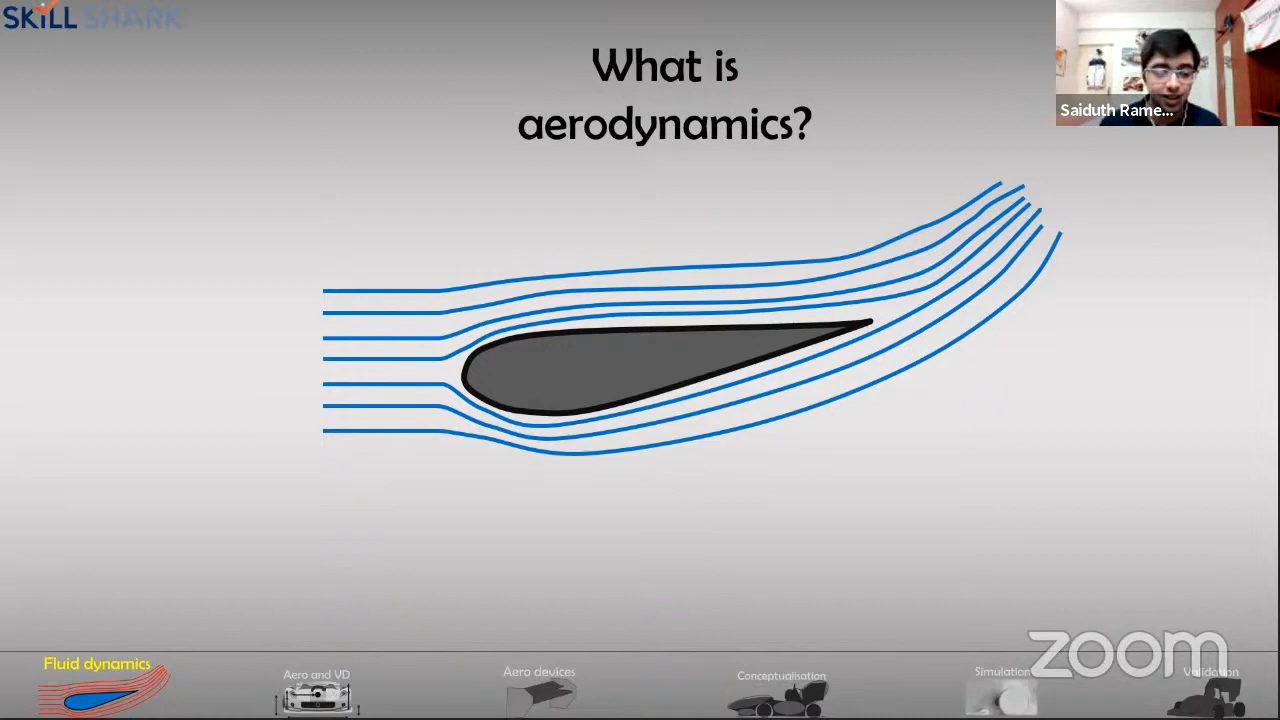 SKILL SHARK
What is
aerodynamics?
Saiduth Rame...
Fluid dynamics
Aero and VD
Aero devices
Conceptualisation
Simulation
Validation
zoom